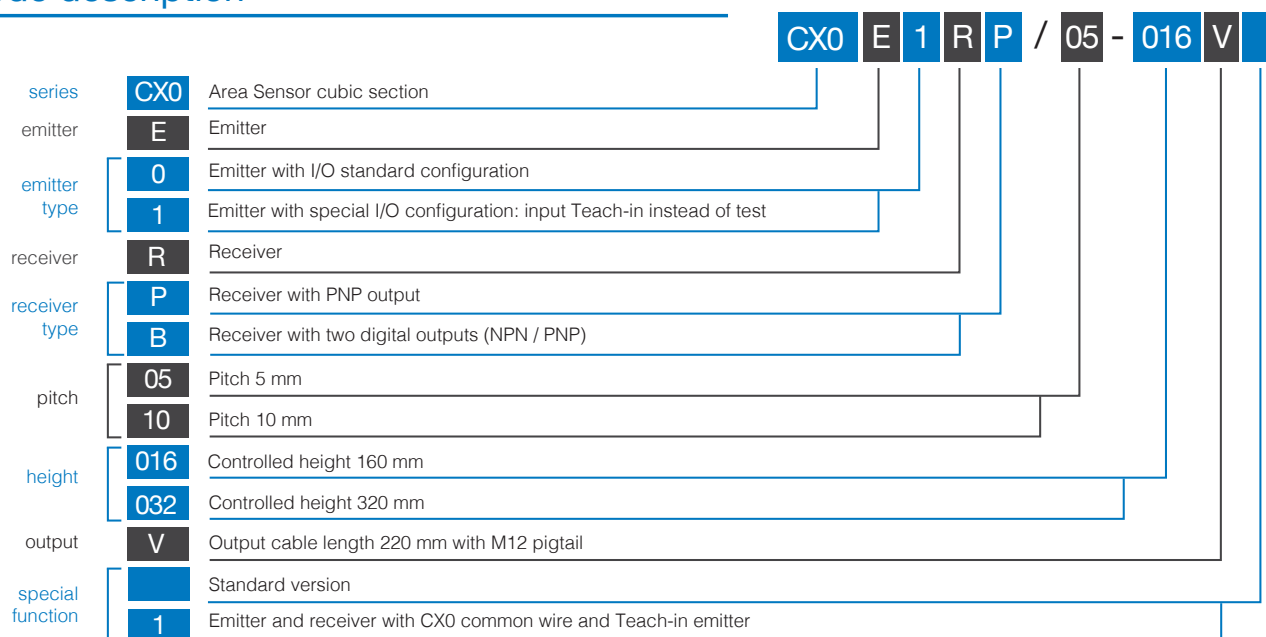 CX0 E 1 R P / 05 - 016 V
series CX0 Area Sensor cubic section
emitter E Emitter
emitter type
0 Emitter with I/O standard configuration
1 Emitter with special I/O configuration: input Teach-in instead of test
receiver R Receiver
receiver type
P Receiver with PNP output
B Receiver with two digital outputs (NPN / PNP)
pitch
05 Pitch 5 mm
10 Pitch 10 mm
height
016 Controlled height 160 mm
032 Controlled height 320 mm
output V Output cable length 220 mm with M12 pigtail
special function
Standard version
1 Emitter and receiver with CX0 common wire and Teach-in emitter